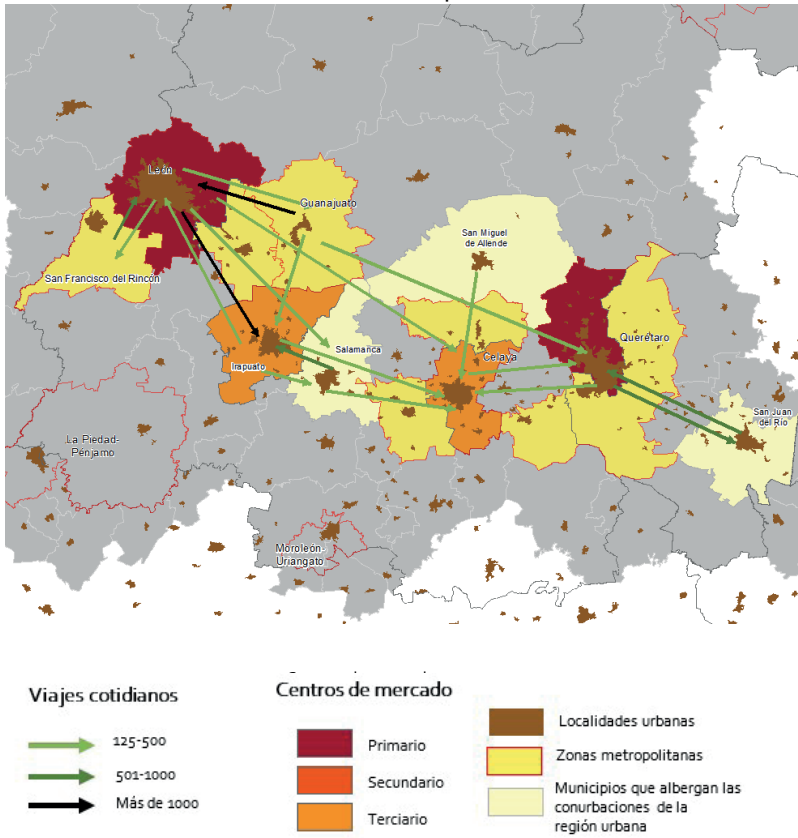 León
Guanajuato
San Miguel
de Allende
San Francisco del Rincón
Querétaro
Salamanca
Celaya
Irapuato
San Juan
del Río
La Piedad-
Pénjamo
Moroleón-
Uriangato
Viajes cotidianos
125-500
501-1000
Más de 1000
Centros de mercado
Primario
Secundario
Terciario
Localidades urbanas
Zonas metropolitanas
Municipios que albergan las
conurbaciones de la
región urbana